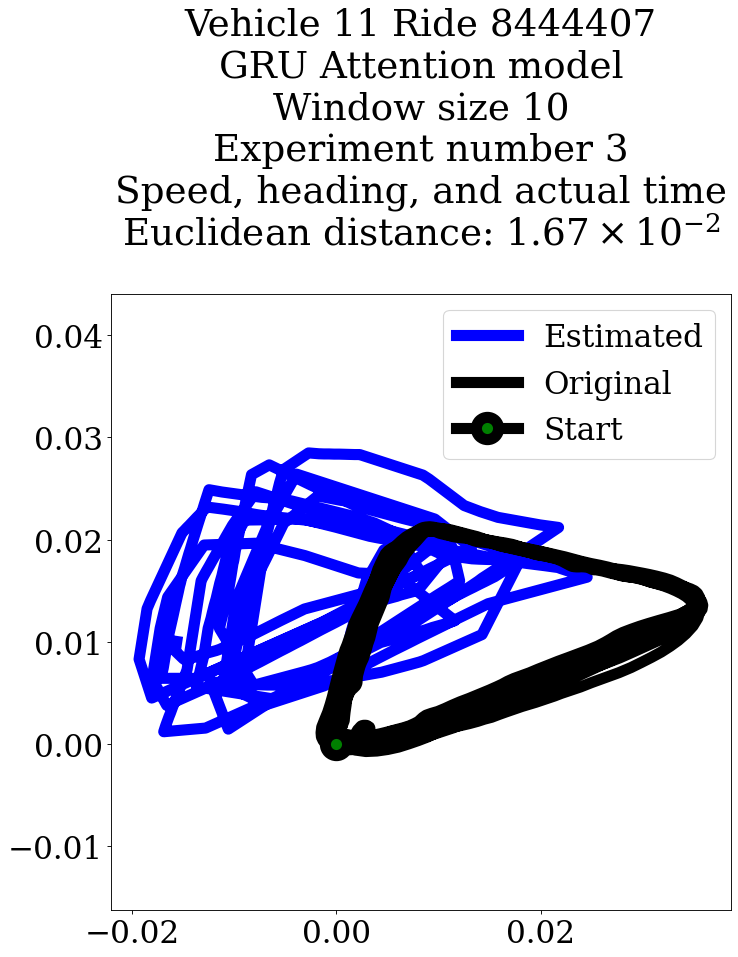 Vehicle 11 Ride 8444407
GRU Attention model
Window size 10
Experiment number 3
Speed, heading, and actual time
Euclidean distance: 1.67 × 10⁻²
Estimated
Original
Start
0.04
0.03
0.02
0.01
0.00
−0.01
−0.02
0.00
0.02